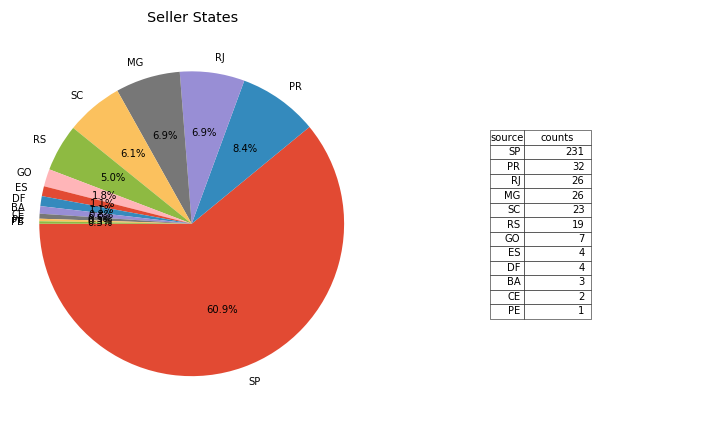 Seller States
RJ
MG
PR
SC
RS
GO
ES
DF
BA
SP
6.9%
6.9%
8.4%
6.1%
5.0%
1.8%
1.1%
60.9%
source counts
SP 231
PR 32
RJ 26
MG 26
SC 23
RS 19
GO 7
ES 4
DF 4
BA 3
CE 2
PE 1